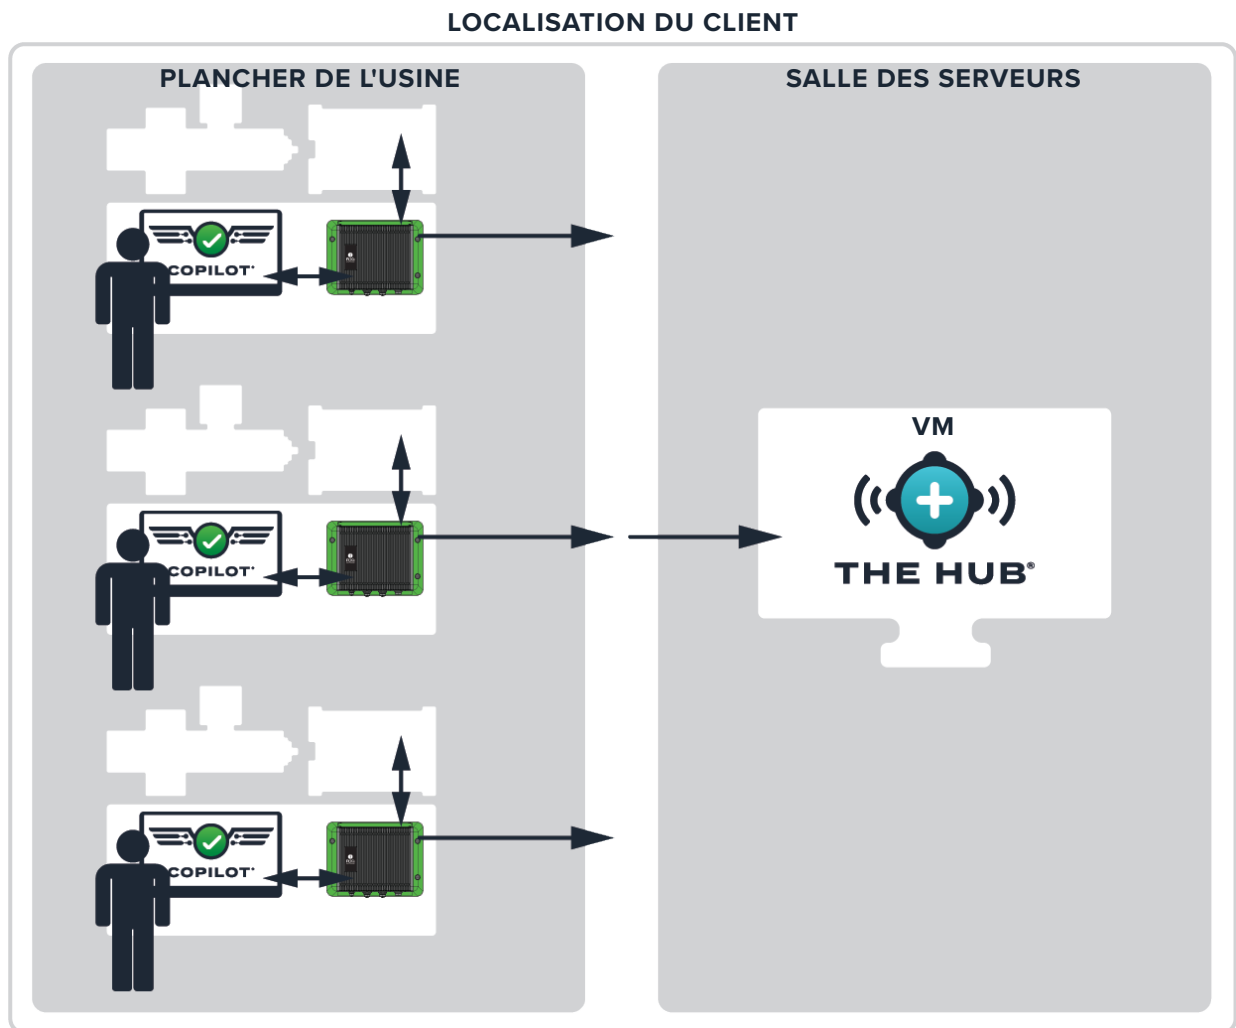 LOCALISATION DU CLIENT
PLANCHER DE L'USINE
SALLE DES SERVEURS
COPILOT®
VM
THE HUB®
COPILOT®
COPILOT®